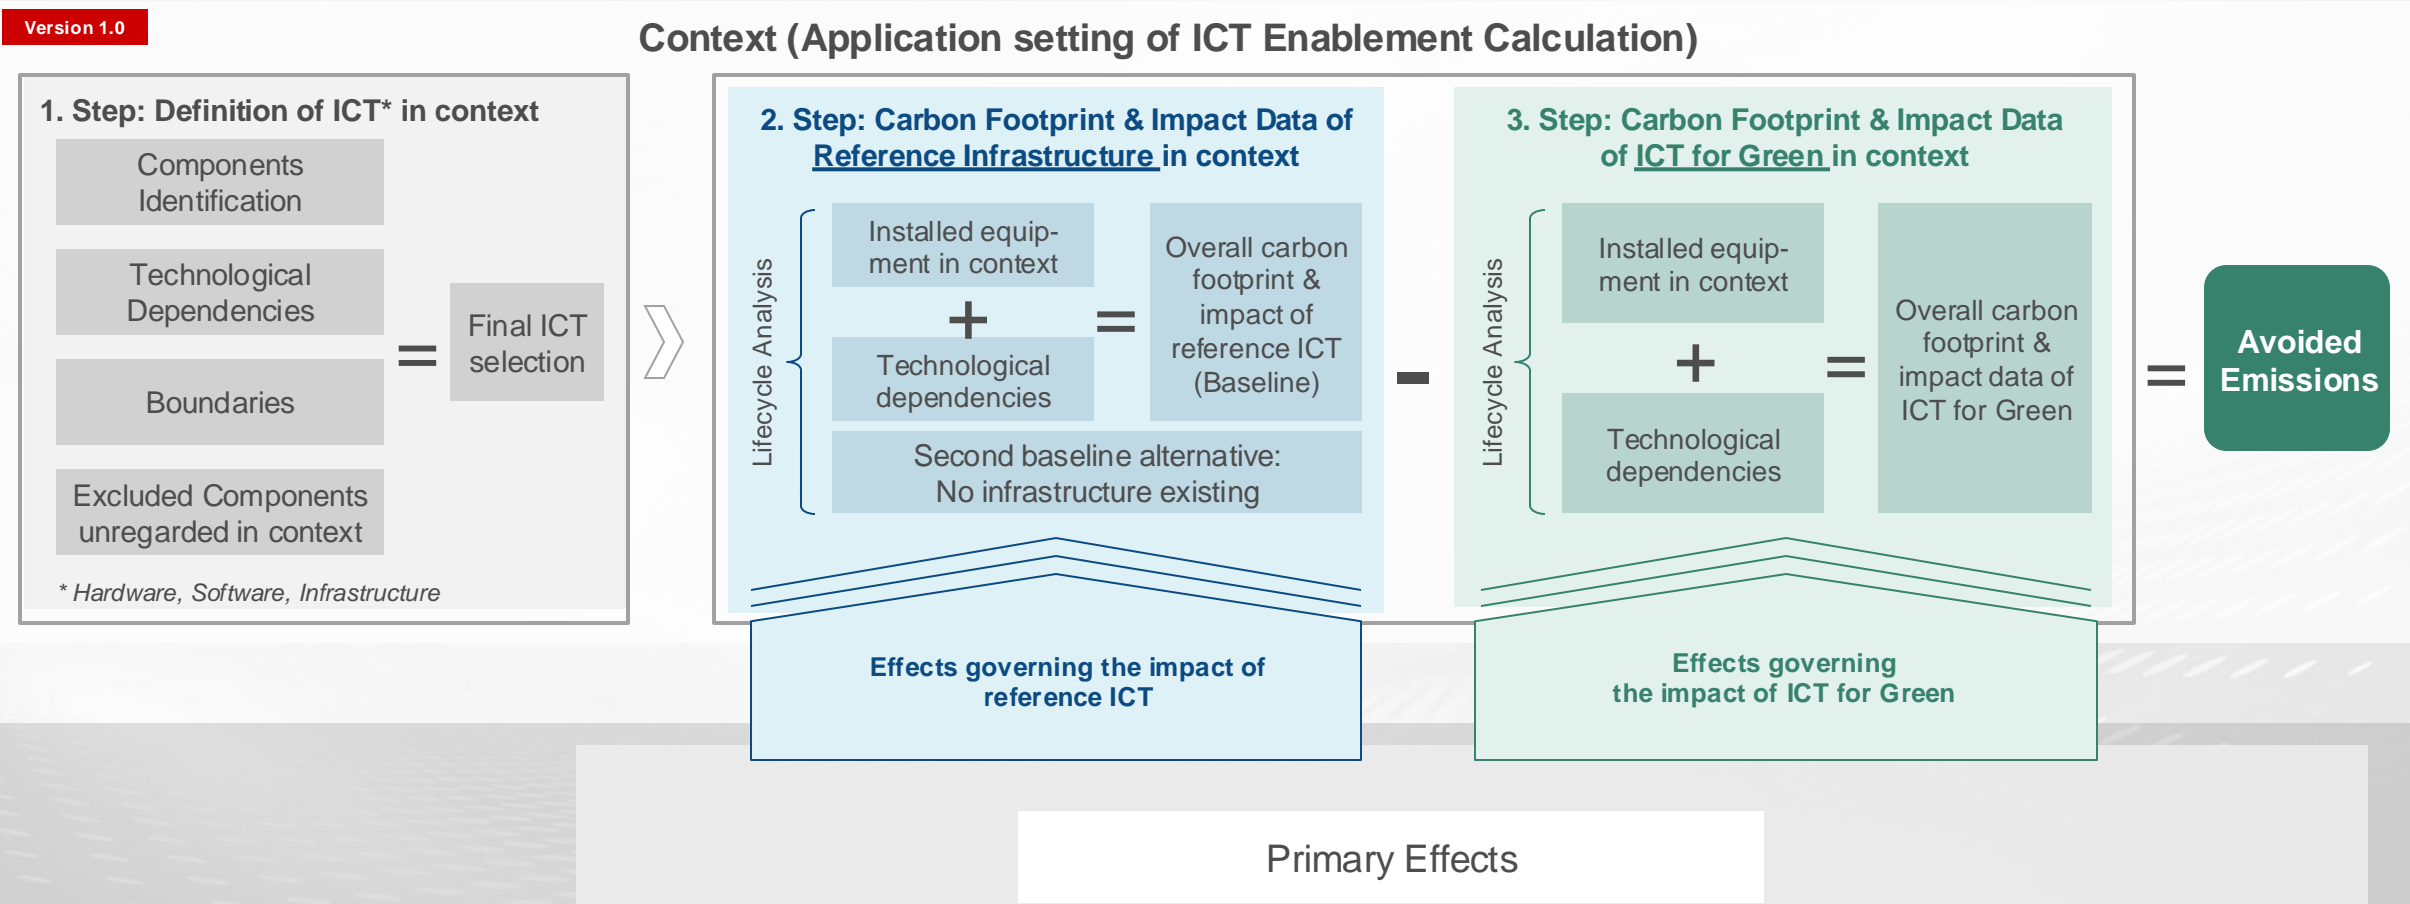 Version 1.0
Context (Application setting of ICT Enablement Calculation)
1. Step: Definition of ICT* in context
Components
Identification
Technological
Dependencies
Boundaries
Excluded Components
unregarded in context
* Hardware, Software, Infrastructure
=
Final ICT
selection
2. Step: Carbon Footprint & Impact Data of
Reference Infrastructure in context
Lifecycle Analysis
Installed equip-
ment in context
+
Technological
dependencies
=
Overall carbon
footprint &
impact of
reference ICT
(Baseline)
Second baseline alternative:
No infrastructure existing
Effects governing the impact of
reference ICT
-
3. Step: Carbon Footprint & Impact Data
of ICT for Green in context
Lifecycle Analysis
Installed equip-
ment in context
+
Technological
dependencies
=
Overall carbon
footprint &
impact data of
ICT for Green
Effects governing
the impact of ICT for Green
=
Avoided
Emissions
Primary Effects